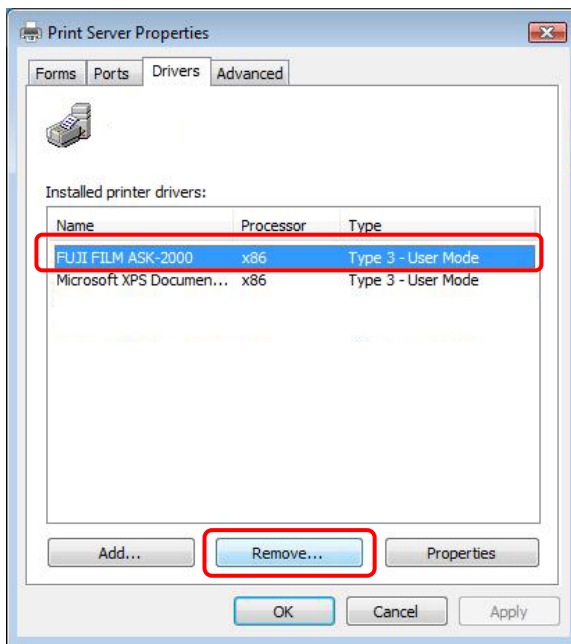 Print Server Properties
Forms Ports Drivers Advanced
Installed printer drivers:
Name Processor Type
FUJI FILM ASK-2000 x86 Type 3 - User Mode
Microsoft XPS Documen... x86 Type 3 - User Mode
Add... Remove... Properties
OK Cancel Apply